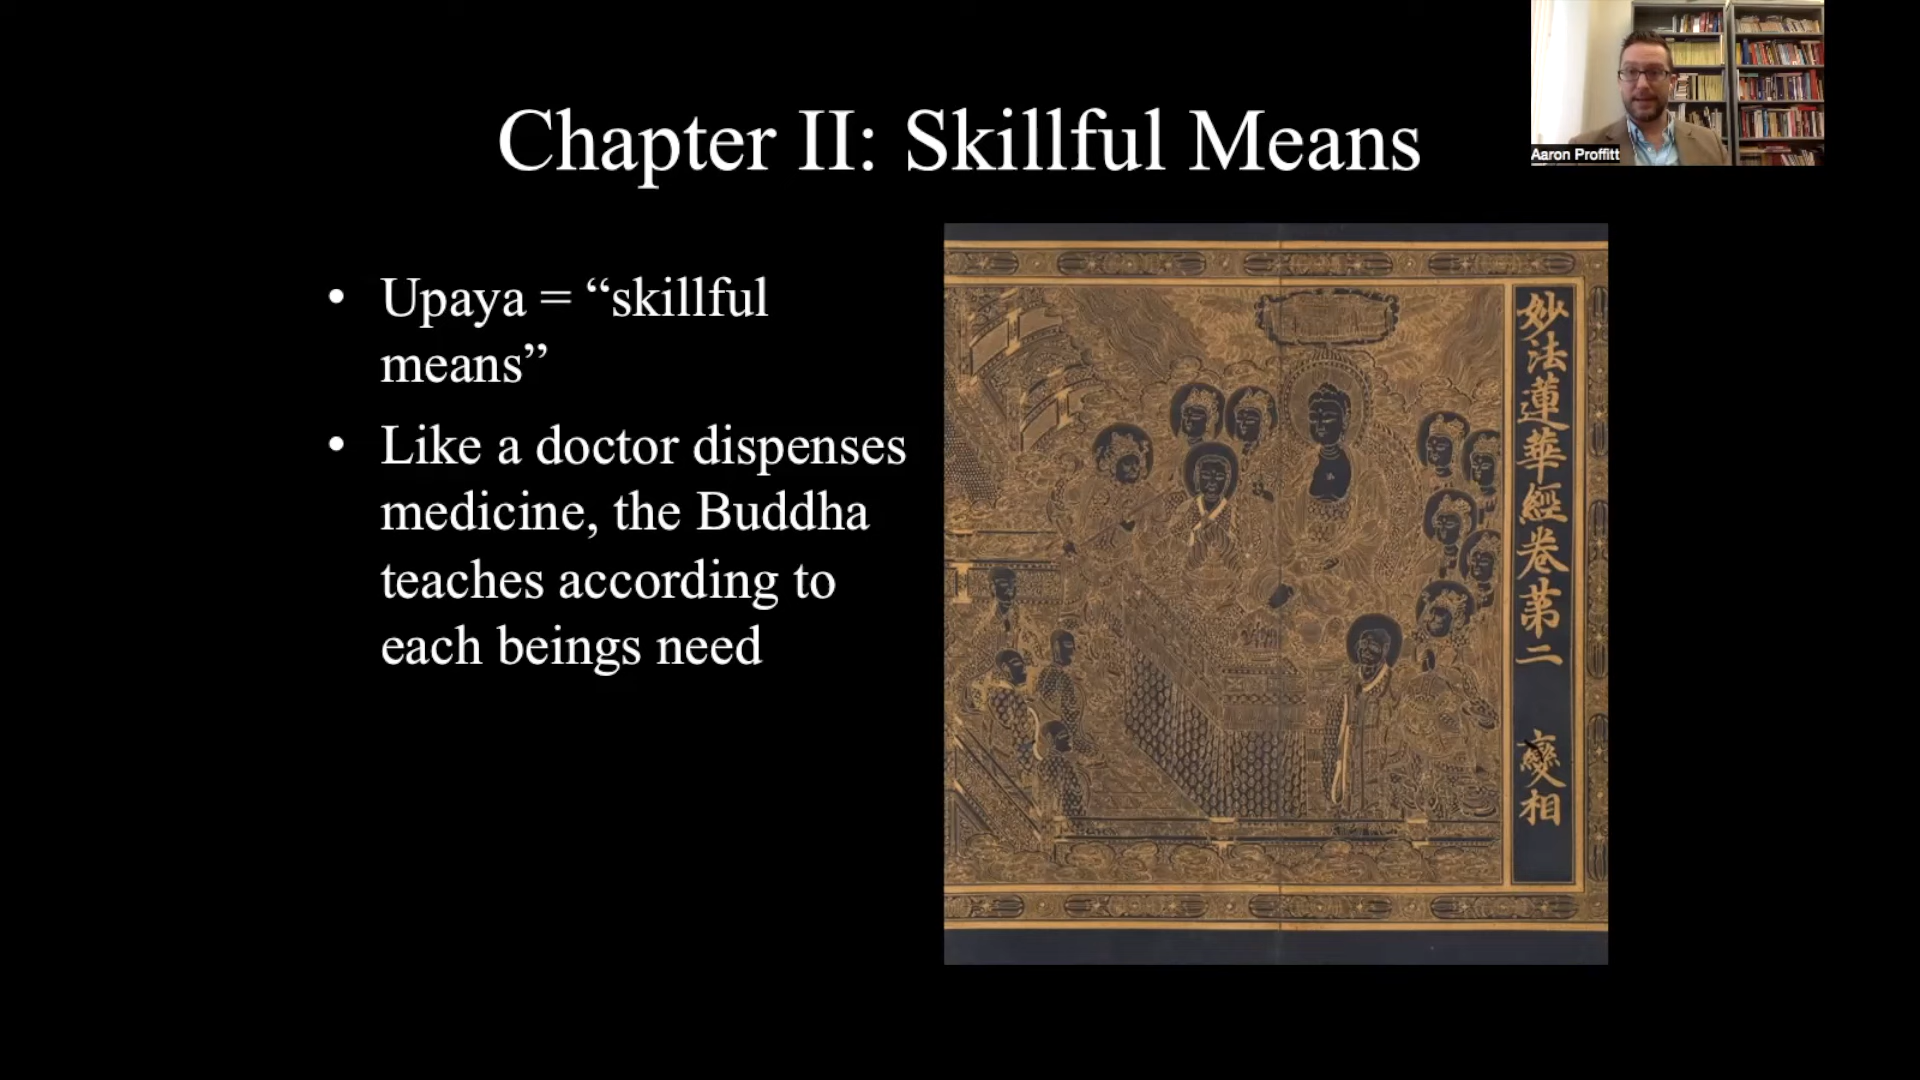 Chapter II: Skillful Means
Aaron Proffitt
• Upaya = “skillful
means”
• Like a doctor dispenses
medicine, the Buddha
teaches according to
each beings need
妙法蓮華經卷第二 變相